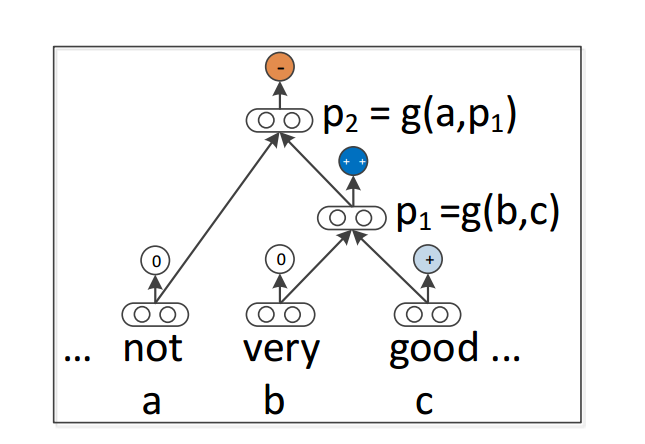 -
p₂ = g(a,p₁)
+ +
p₁ =g(b,c)
0 0 +
... not very good ...
a b c